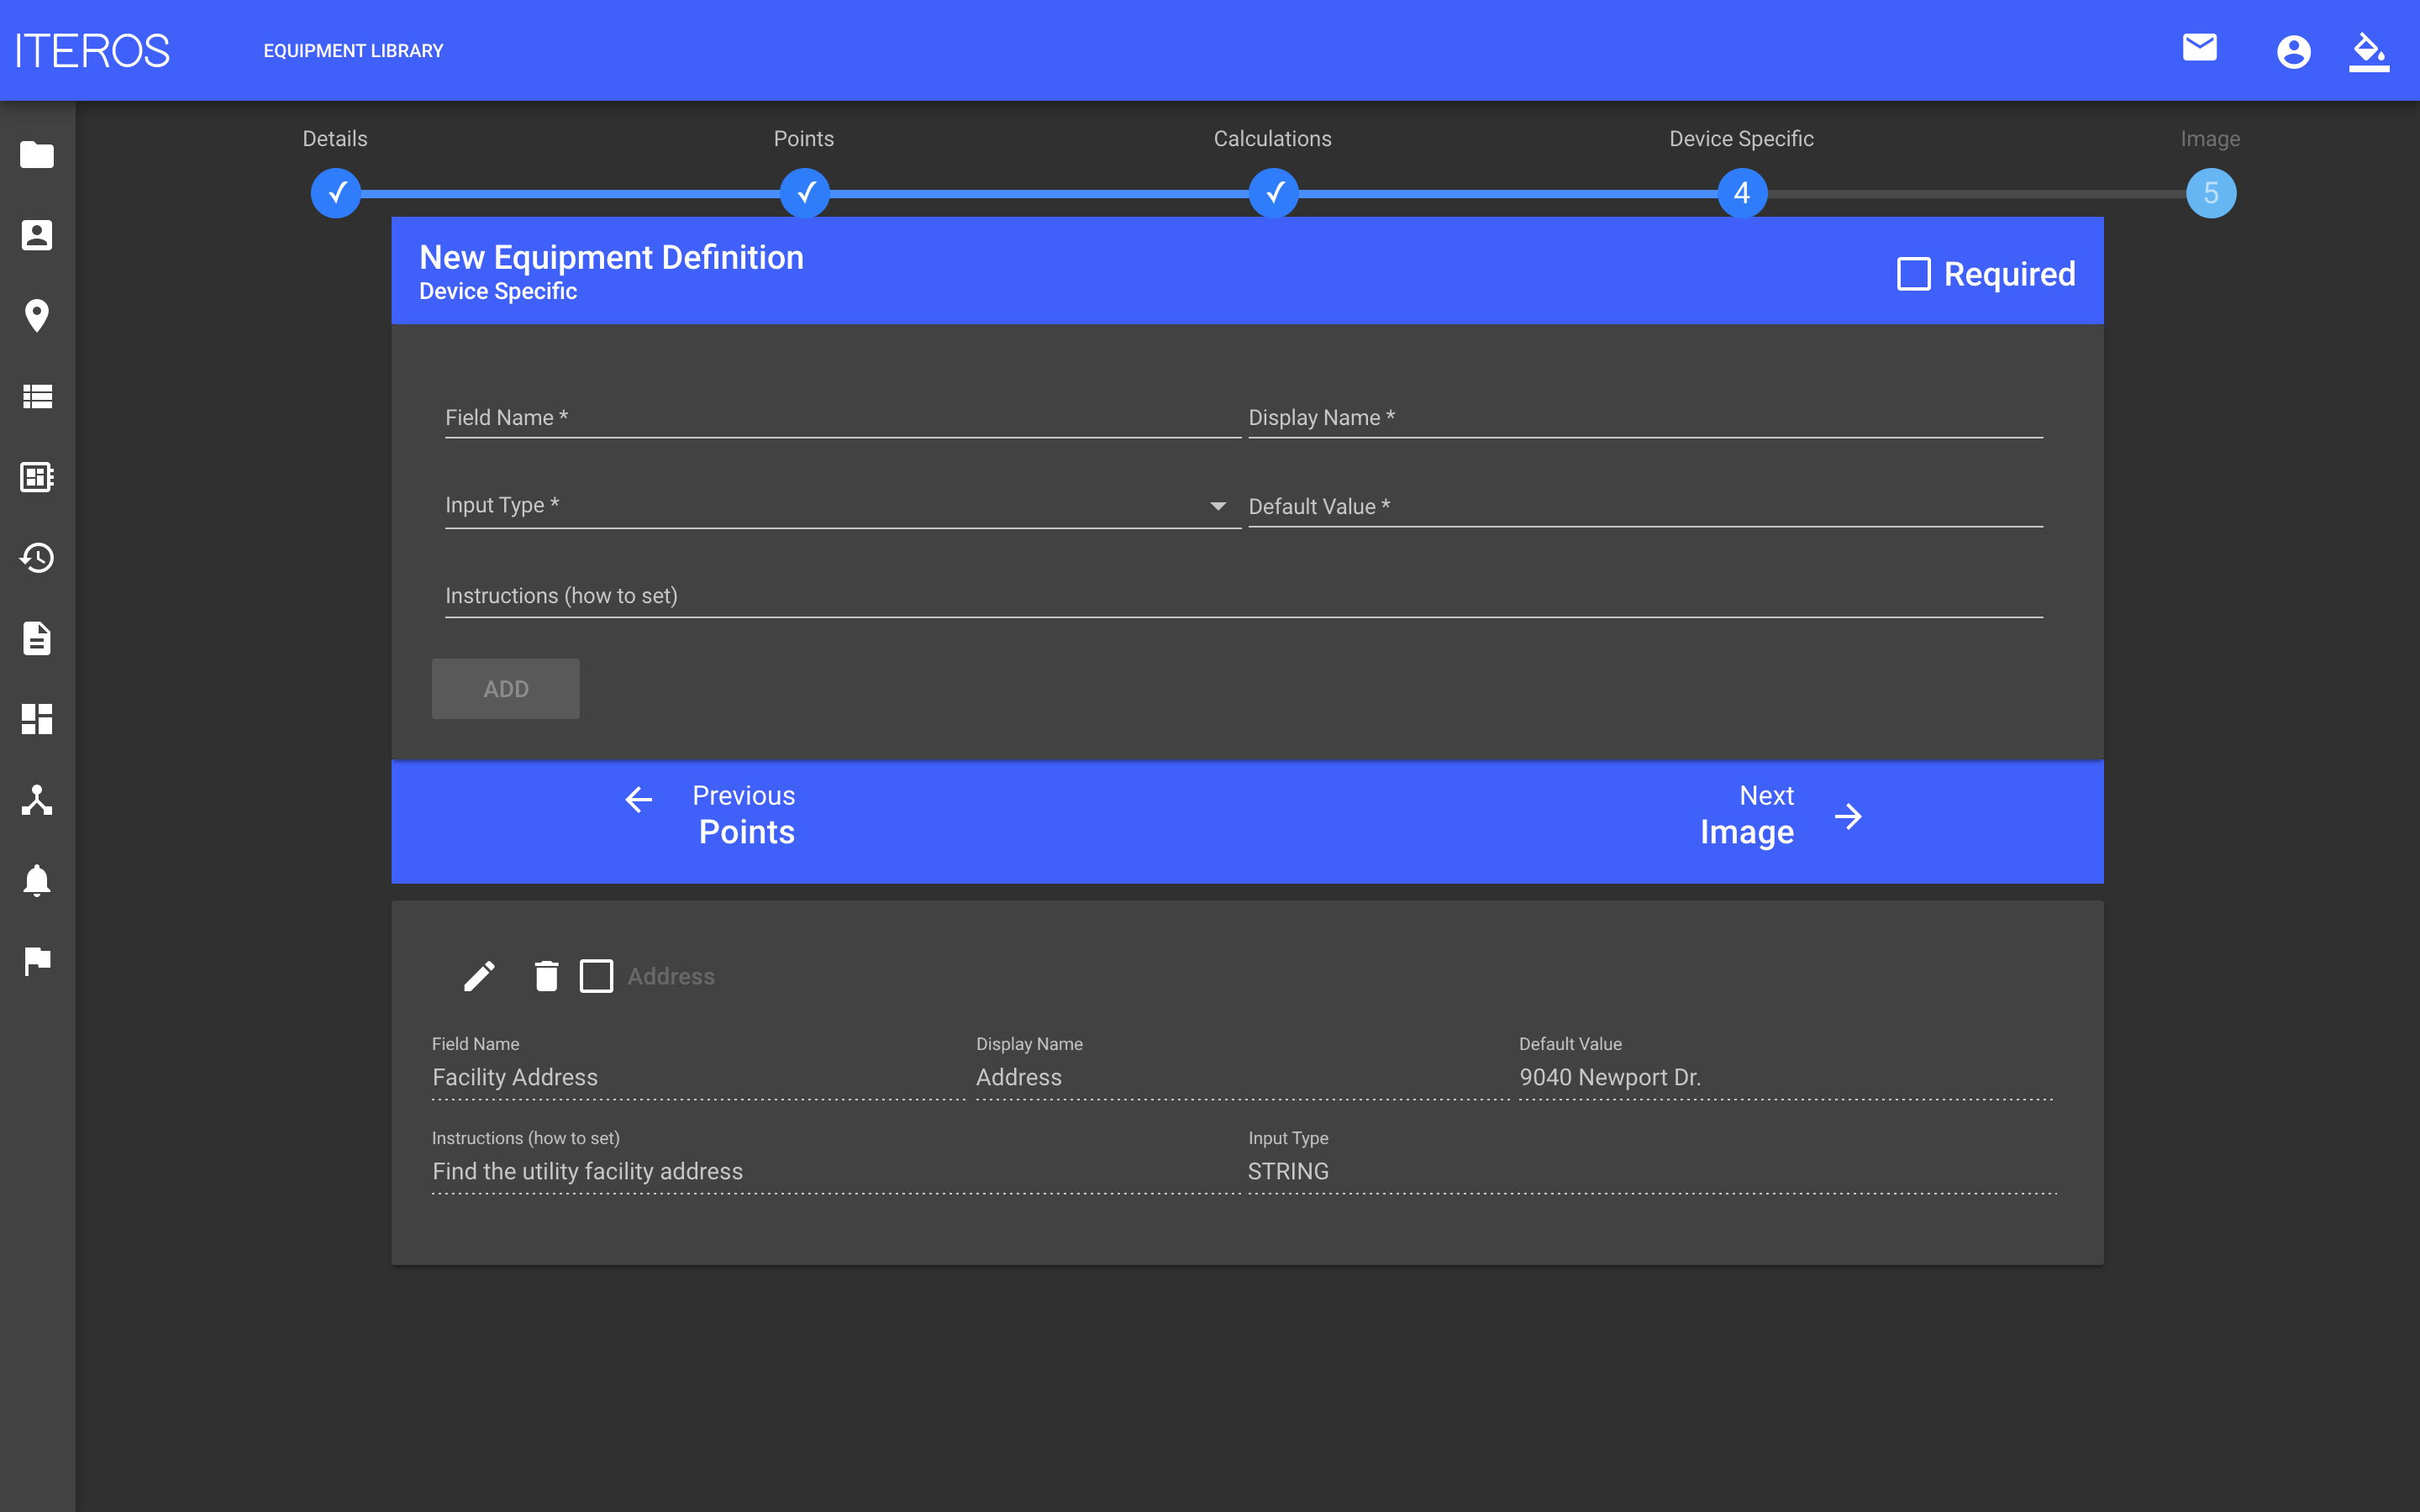 ITEROS
EQUIPMENT LIBRARY
Details
Points
Calculations
Device Specific
Image
4
5
New Equipment Definition
Device Specific
Required
Field Name *
Display Name *
Input Type *
Default Value *
Instructions (how to set)
ADD
Previous
Points
Next
Image
Address
Field Name
Display Name
Default Value
Facility Address
Address
9040 Newport Dr.
Instructions (how to set)
Input Type
Find the utility facility address
STRING